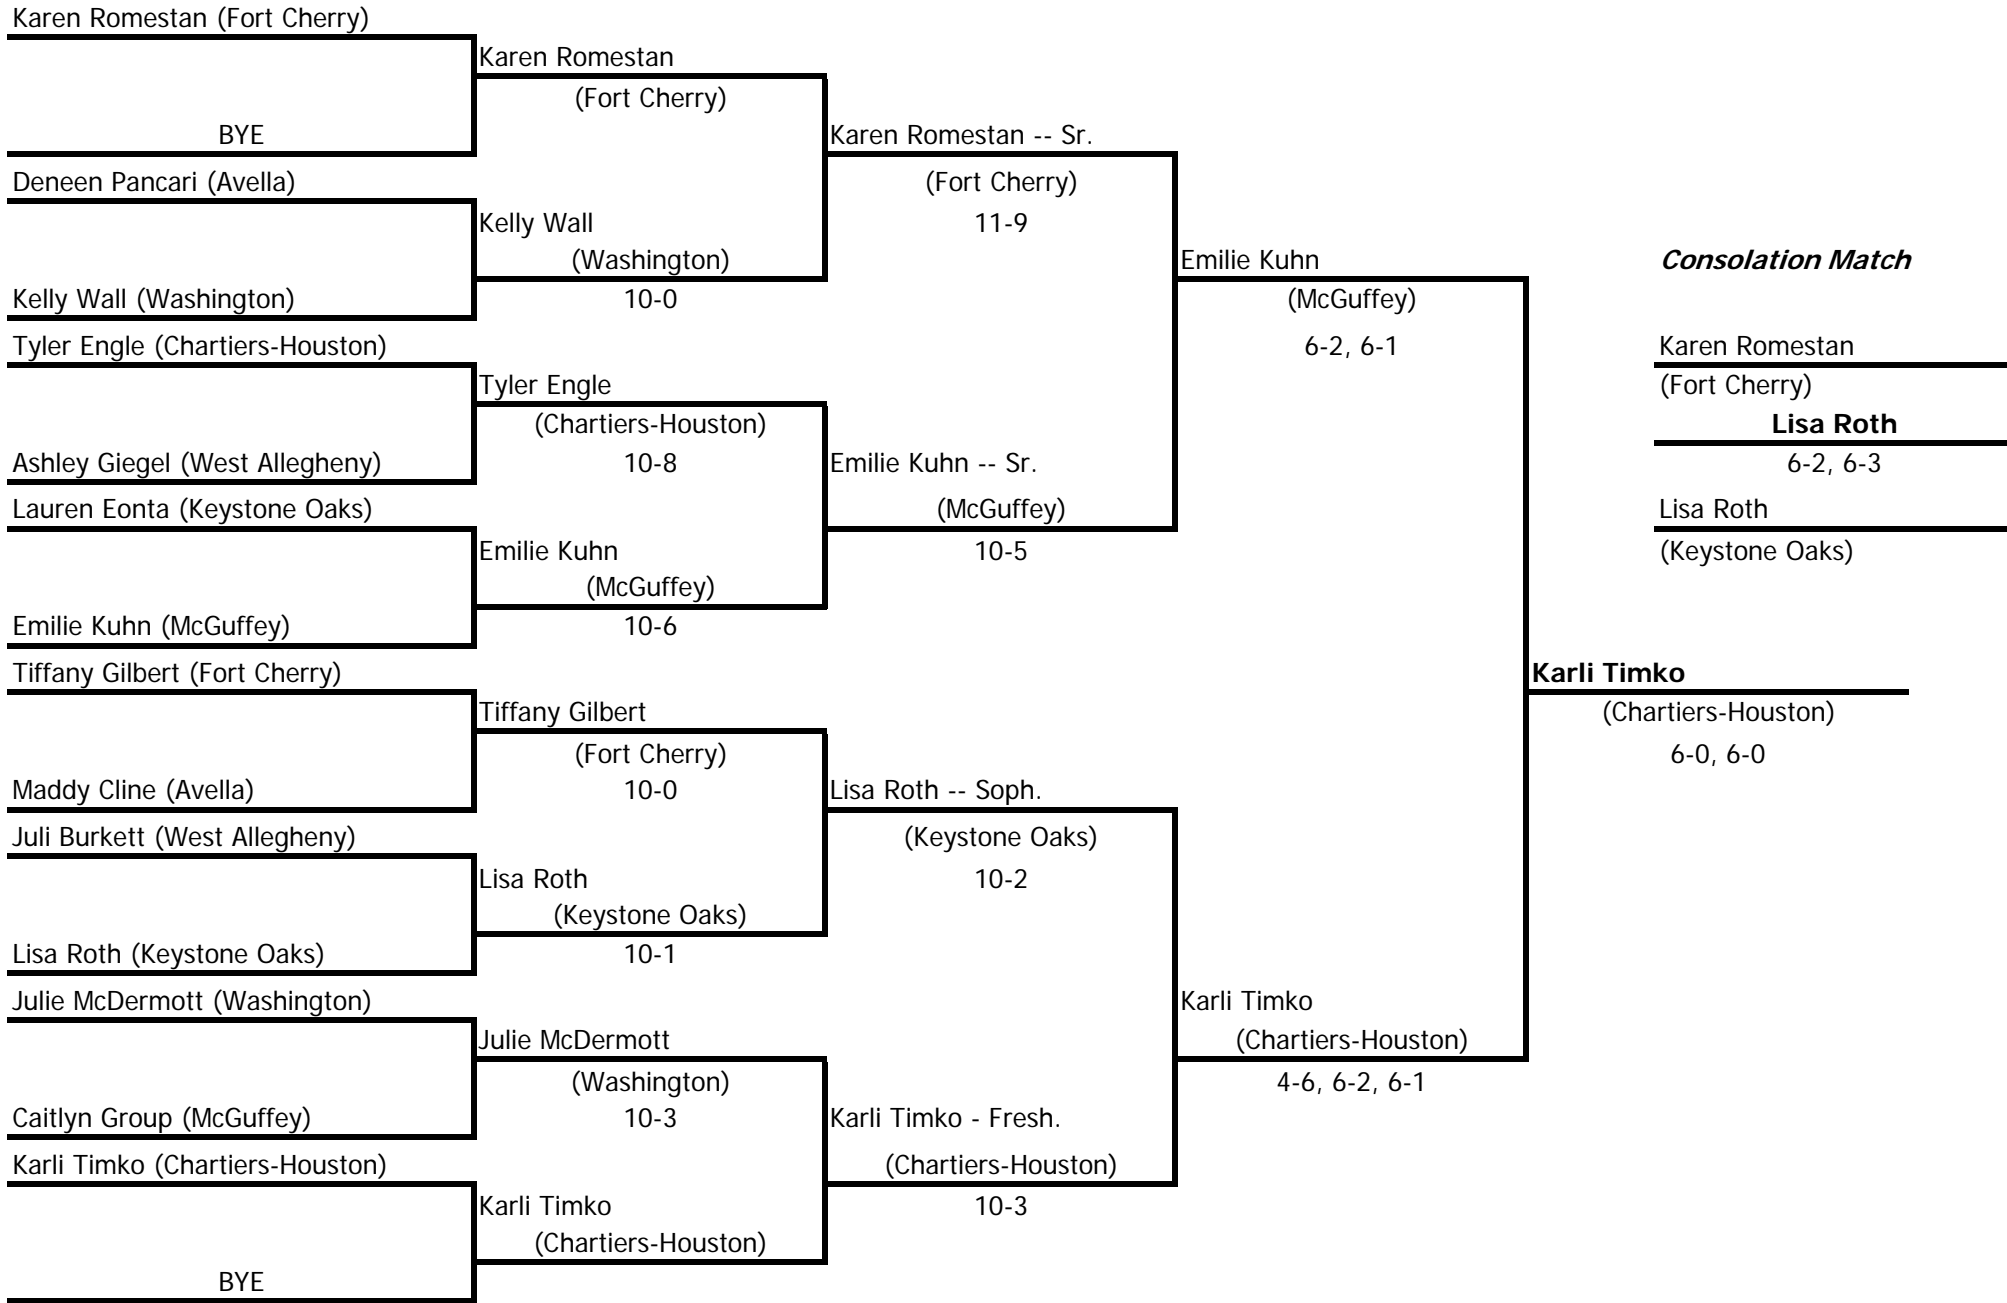 Karen Romestan (Fort Cherry)
BYE
Deneen Pancari (Avella)
Kelly Wall (Washington)
Tyler Engle (Chartiers-Houston)
Ashley Giegel (West Allegheny)
Lauren Eonta (Keystone Oaks)
Emilie Kuhn (McGuffey)
Tiffany Gilbert (Fort Cherry)
Maddy Cline (Avella)
Juli Burkett (West Allegheny)
Lisa Roth (Keystone Oaks)
Julie McDermott (Washington)
Caitlyn Group (McGuffey)
Karli Timko (Chartiers-Houston)
BYE
Karen Romestan
(Fort Cherry)
Kelly Wall
(Washington)
10-0
Tyler Engle
(Chartiers-Houston)
10-8
Emilie Kuhn
(McGuffey)
10-6
Tiffany Gilbert
(Fort Cherry)
10-0
Lisa Roth
(Keystone Oaks)
10-1
Julie McDermott
(Washington)
10-3
Karli Timko
(Chartiers-Houston)
Karen Romestan -- Sr.
(Fort Cherry)
11-9
Emilie Kuhn -- Sr.
(McGuffey)
10-5
Lisa Roth -- Soph.
(Keystone Oaks)
10-2
Karli Timko - Fresh.
(Chartiers-Houston)
10-3
Emilie Kuhn
(McGuffey)
6-2, 6-1
Karli Timko
(Chartiers-Houston)
4-6, 6-2, 6-1
Karli Timko
(Chartiers-Houston)
6-0, 6-0
Consolation Match
Karen Romestan
(Fort Cherry)
Lisa Roth
6-2, 6-3
Lisa Roth
(Keystone Oaks)